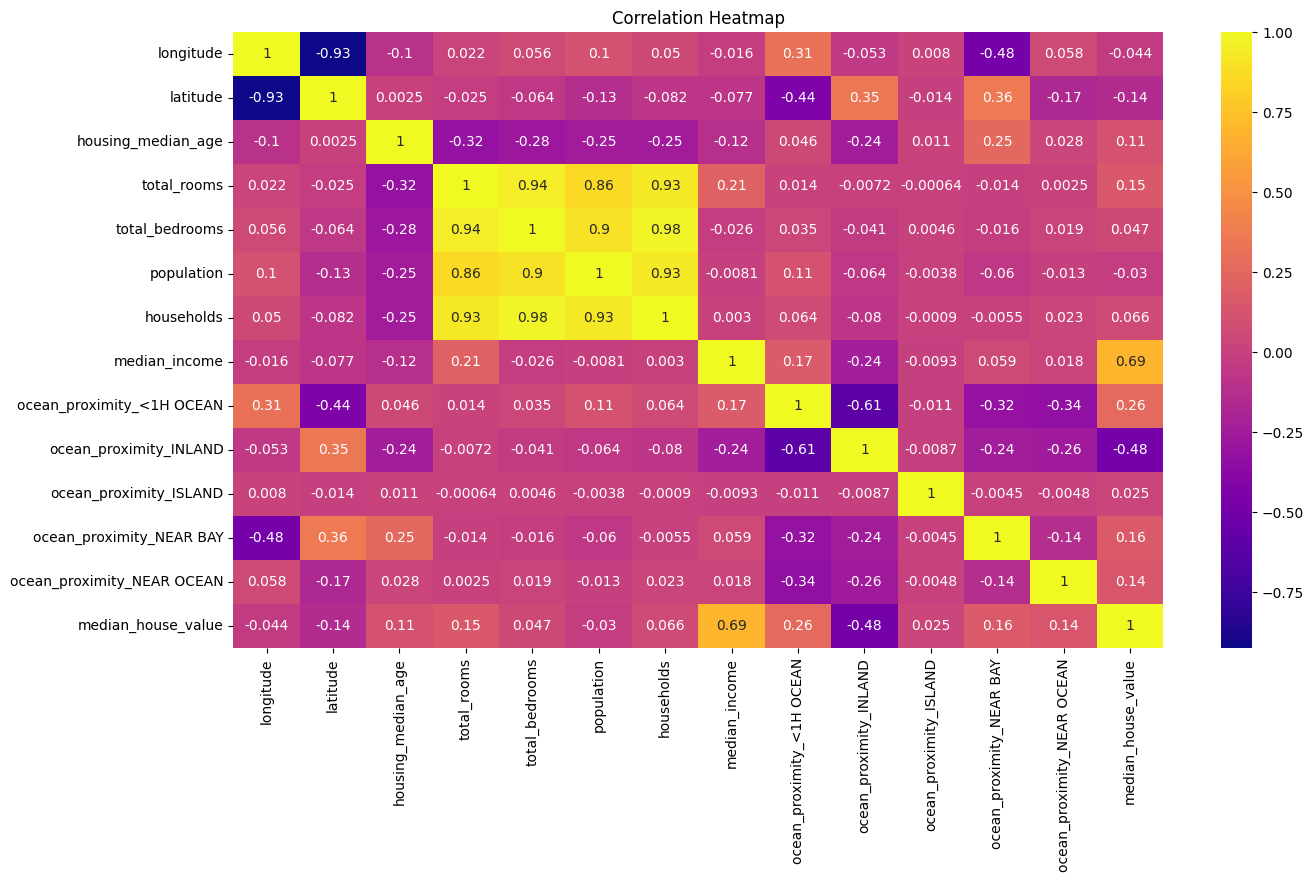 Correlation Heatmap
longitude 1 -0.93 -0.1 0.022 0.056 0.1 0.05 -0.016 0.31 -0.053 0.008 -0.48 0.058 -0.044
latitude -0.93 1 0.0025 -0.025 -0.064 -0.13 -0.082 -0.077 -0.44 0.35 -0.014 0.36 -0.17 -0.14
housing_median_age -0.1 0.0025 1 -0.32 -0.28 -0.25 -0.25 -0.12 0.046 -0.24 0.011 0.25 0.028 0.11
total_rooms 0.022 -0.025 -0.32 1 0.94 0.86 0.93 0.21 0.014 -0.0072 -0.00064 -0.014 0.0025 0.15
total_bedrooms 0.056 -0.064 -0.28 0.94 1 0.9 0.98 -0.026 0.035 -0.041 0.0046 -0.016 0.019 0.047
population 0.1 -0.13 -0.25 0.86 0.9 1 0.93 -0.0081 0.11 -0.064 -0.0038 -0.06 -0.013 -0.03
households 0.05 -0.082 -0.25 0.93 0.98 0.93 1 0.003 0.064 -0.08 -0.0009 -0.0055 0.023 0.066
median_income -0.016 -0.077 -0.12 0.21 -0.026 -0.0081 0.003 1 0.17 -0.24 -0.0093 0.059 0.018 0.69
ocean_proximity_<1H OCEAN 0.31 -0.44 0.046 0.014 0.035 0.11 0.064 0.17 1 -0.61 -0.011 -0.32 -0.34 0.26
ocean_proximity_INLAND -0.053 0.35 -0.24 -0.0072 -0.041 -0.064 -0.08 -0.24 -0.61 1 -0.0087 -0.24 -0.26 -0.48
ocean_proximity_ISLAND 0.008 -0.014 0.011 -0.00064 0.0046 -0.0038 -0.0009 -0.0093 -0.011 -0.0087 1 -0.0045 -0.0048 0.025
ocean_proximity_NEAR BAY -0.48 0.36 0.25 -0.014 -0.016 -0.06 -0.0055 0.059 -0.32 -0.24 -0.0045 1 -0.14 0.16
ocean_proximity_NEAR OCEAN 0.058 -0.17 0.028 0.0025 0.019 -0.013 0.023 0.018 -0.34 -0.26 -0.0048 -0.14 1 0.14
median_house_value -0.044 -0.14 0.11 0.15 0.047 -0.03 0.066 0.69 0.26 -0.48 0.025 0.16 0.14 1
longitude
latitude
housing_median_age
total_rooms
total_bedrooms
population
households
median_income
ocean_proximity_<1H OCEAN
ocean_proximity_INLAND
ocean_proximity_ISLAND
ocean_proximity_NEAR BAY
ocean_proximity_NEAR OCEAN
median_house_value
1.00
0.75
0.50
0.25
0.00
−0.25
−0.50
−0.75